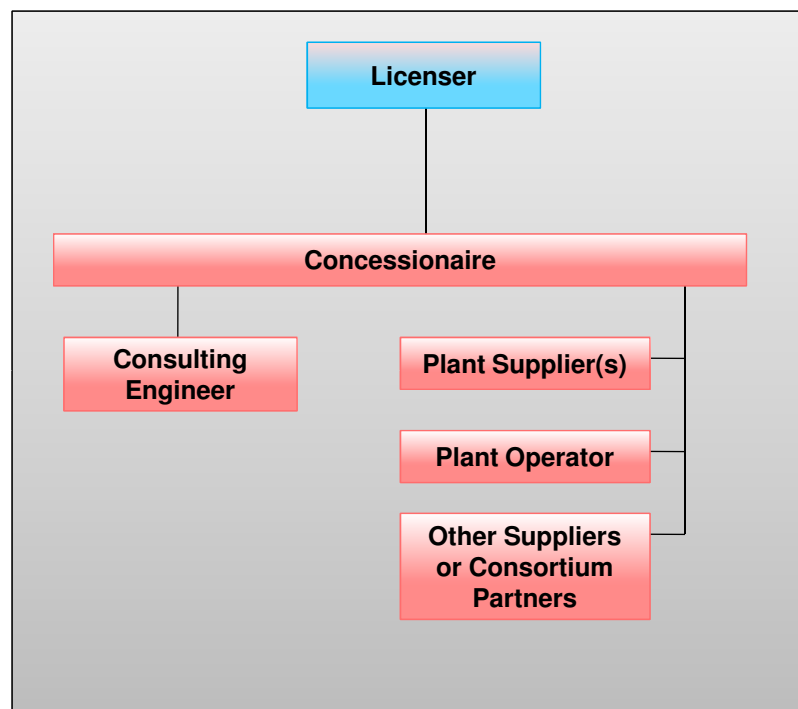 Licenser
Concessionaire
Consulting
Engineer
Plant Supplier(s)
Plant Operator
Other Suppliers
or Consortium
Partners